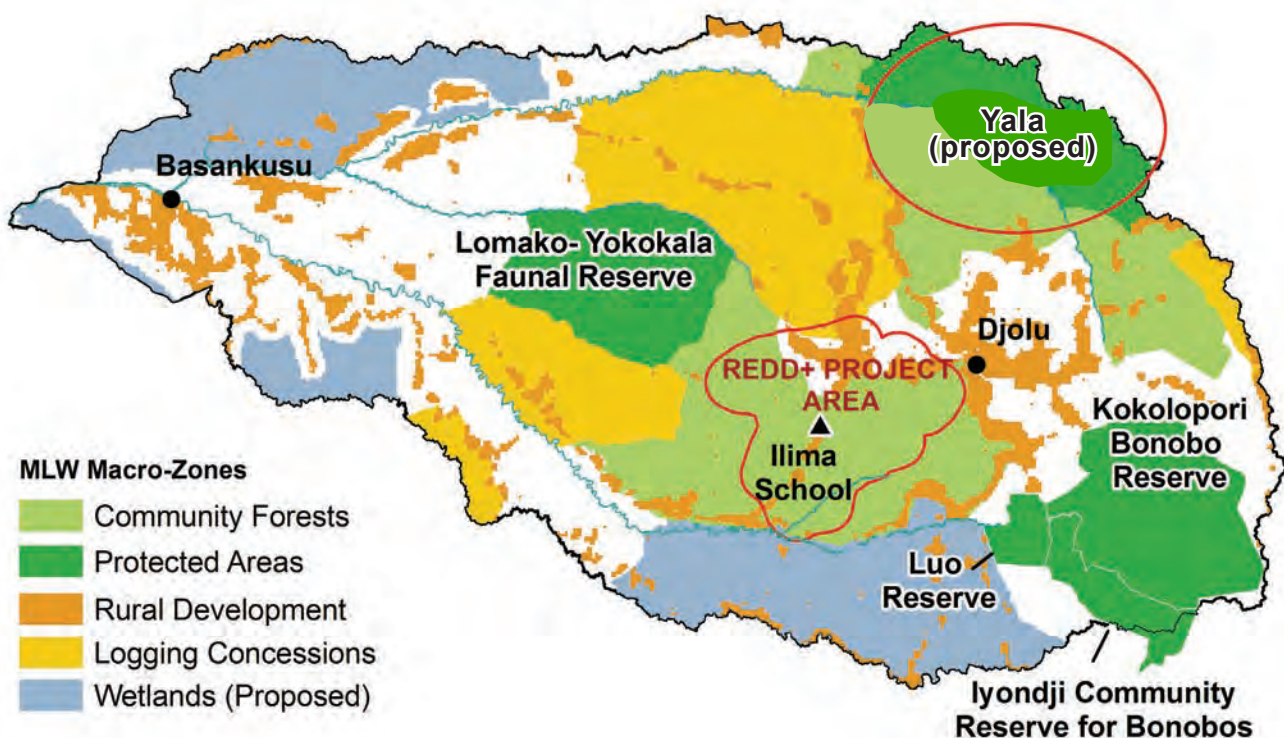 Yala
(proposed)
Basankusu
Lomako- Yokokala
Faunal Reserve
Djolu
REDD+ PROJECT
AREA
Ilima
School
Kokolopori
Bonobo
Reserve
Luo
Reserve
Iyondji Community
Reserve for Bonobos
MLW Macro-Zones
Community Forests
Protected Areas
Rural Development
Logging Concessions
Wetlands (Proposed)